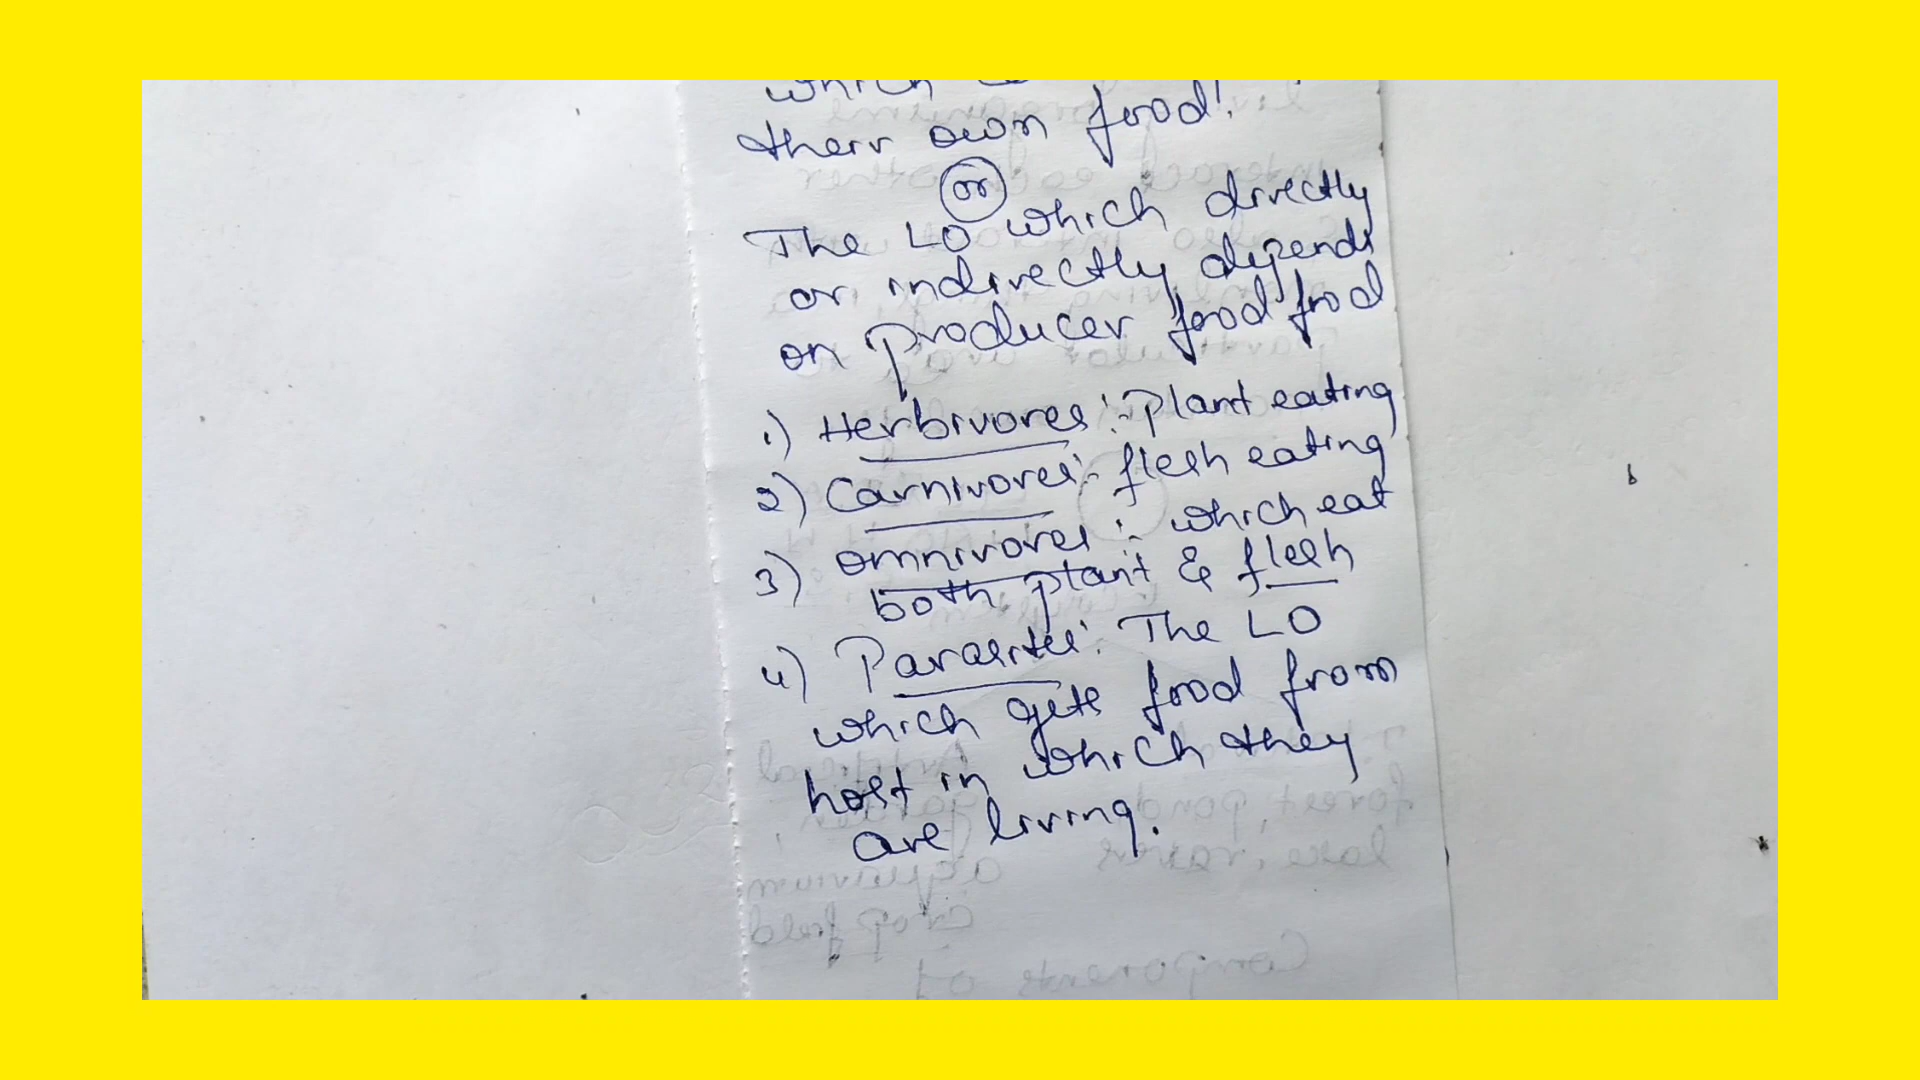 which
their own food!
or
The LO which directly
or indirectly depends
on producer food food
1) Herbivores :- Plant eating
2) Carnivores :- flesh eating
3) omnivores :- which eat
both plant & flesh
4) Parasites : The LO
which gets food from
host in which they
are living.